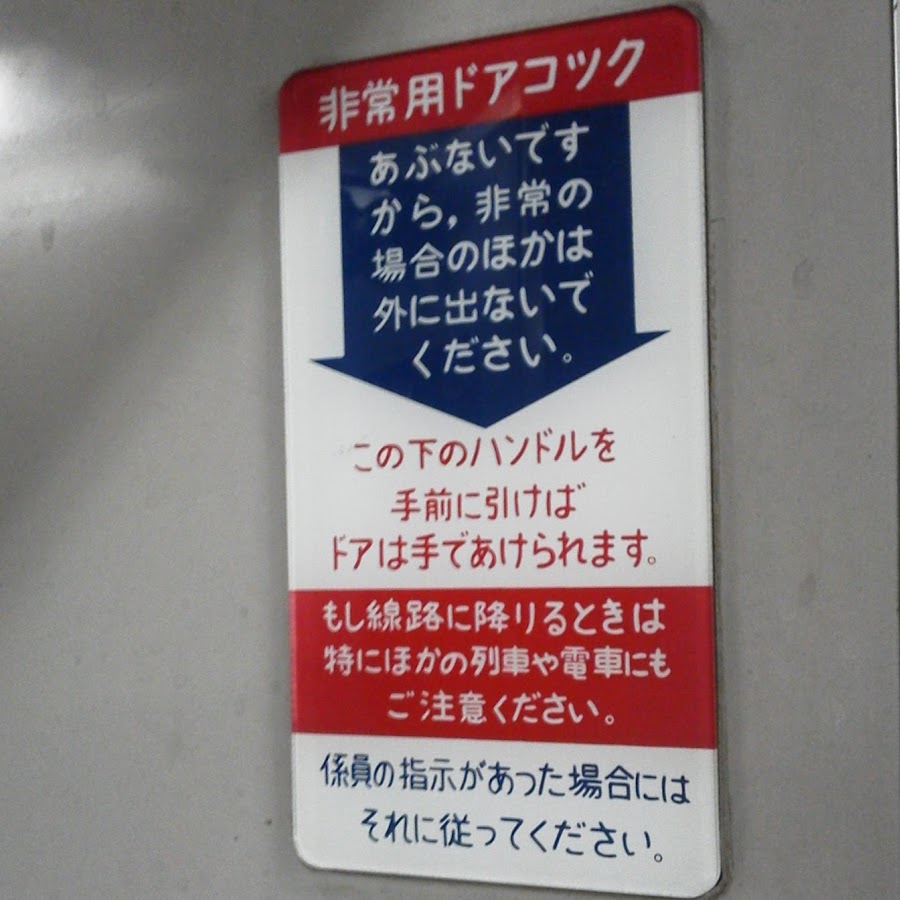 非常用ドアコツク
あぶないです
から,非常の
場合のほかは
外に出ないで
ください。
この下のハンドルを
手前に引けば
ドアは手であけられます。
もし線路に降りるときは
特にほかの列車や電車にも
ご注意ください。
係員の指示があった場合には
それに従ってください。